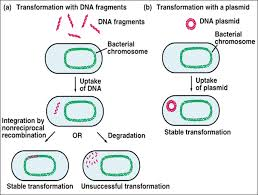 (a) Transformation with DNA fragments
DNA fragments
Bacterial
chromosome
Uptake
of DNA
Integration by
nonreciprocal
recombination
OR
Degradation
Stable transformation
Unsuccessful transformation
(b) Transformation with a plasmid
DNA plasmid
Bacterial
chromosome
Uptake
of plasmid
Stable transformation